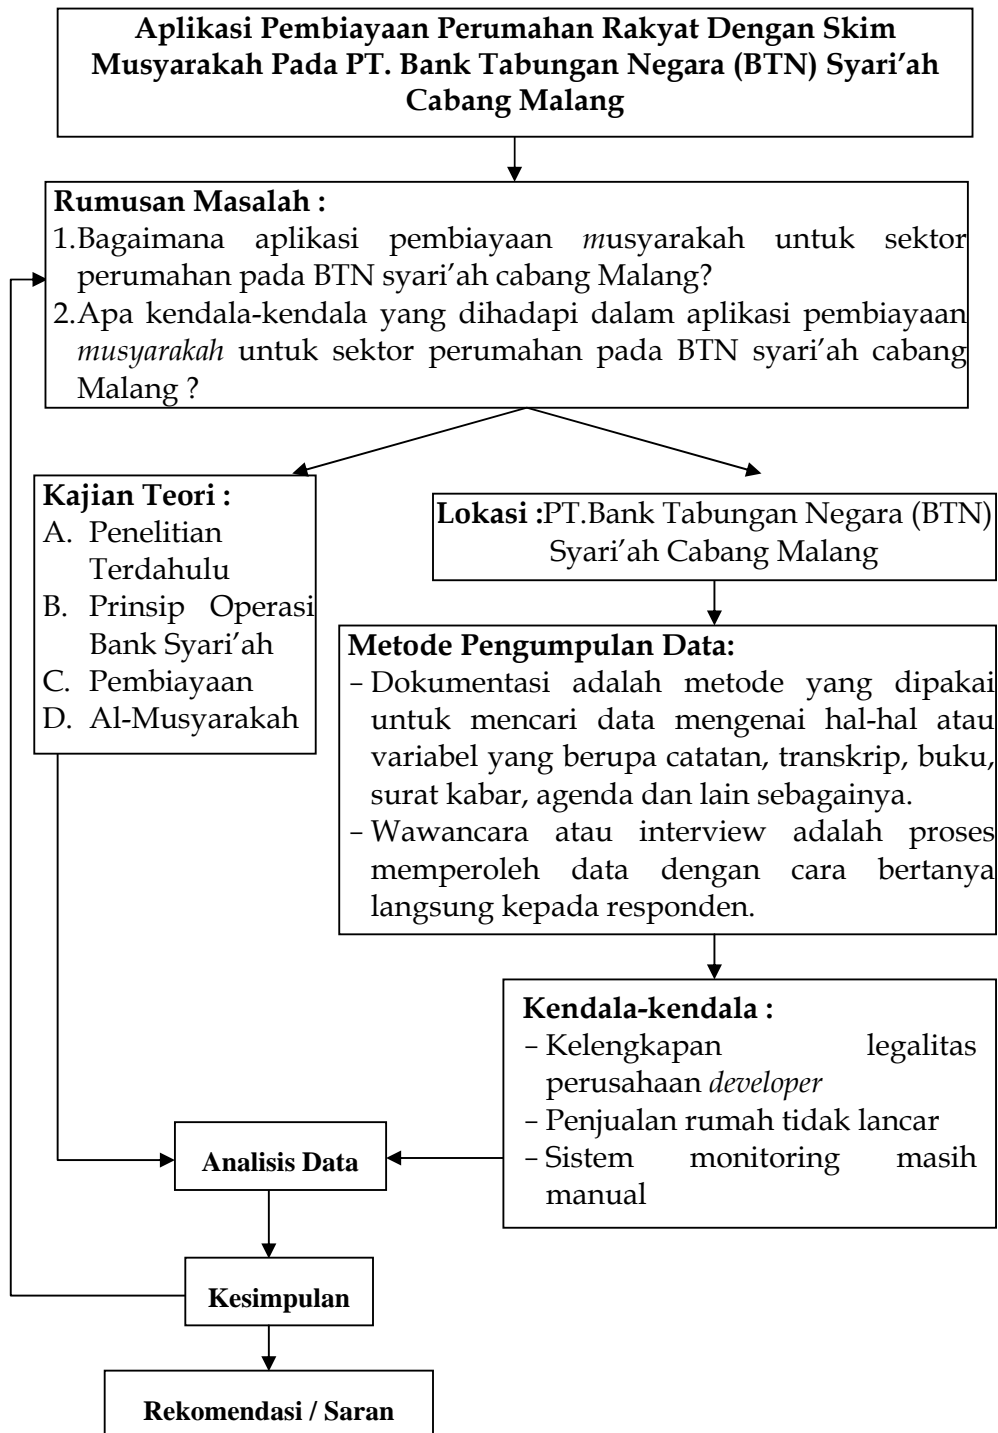 Aplikasi Pembiayaan Perumahan Rakyat Dengan Skim
Musyarakah Pada PT. Bank Tabungan Negara (BTN) Syari’ah
Cabang Malang
Rumusan Masalah :
1.Bagaimana aplikasi pembiayaan musyarakah untuk sektor
perumahan pada BTN syari’ah cabang Malang?
2.Apa kendala-kendala yang dihadapi dalam aplikasi pembiayaan
musyarakah untuk sektor perumahan pada BTN syari’ah cabang
Malang ?
Kajian Teori :
A. Penelitian
Terdahulu
B. Prinsip Operasi
Bank Syari’ah
C. Pembiayaan
D. Al-Musyarakah
Lokasi :PT.Bank Tabungan Negara (BTN)
Syari’ah Cabang Malang
Metode Pengumpulan Data:
- Dokumentasi adalah metode yang dipakai
untuk mencari data mengenai hal-hal atau
variabel yang berupa catatan, transkrip, buku,
surat kabar, agenda dan lain sebagainya.
- Wawancara atau interview adalah proses
memperoleh data dengan cara bertanya
langsung kepada responden.
Kendala-kendala :
- Kelengkapan legalitas
perusahaan developer
- Penjualan rumah tidak lancar
- Sistem monitoring masih
manual
Analisis Data
Kesimpulan
Rekomendasi / Saran